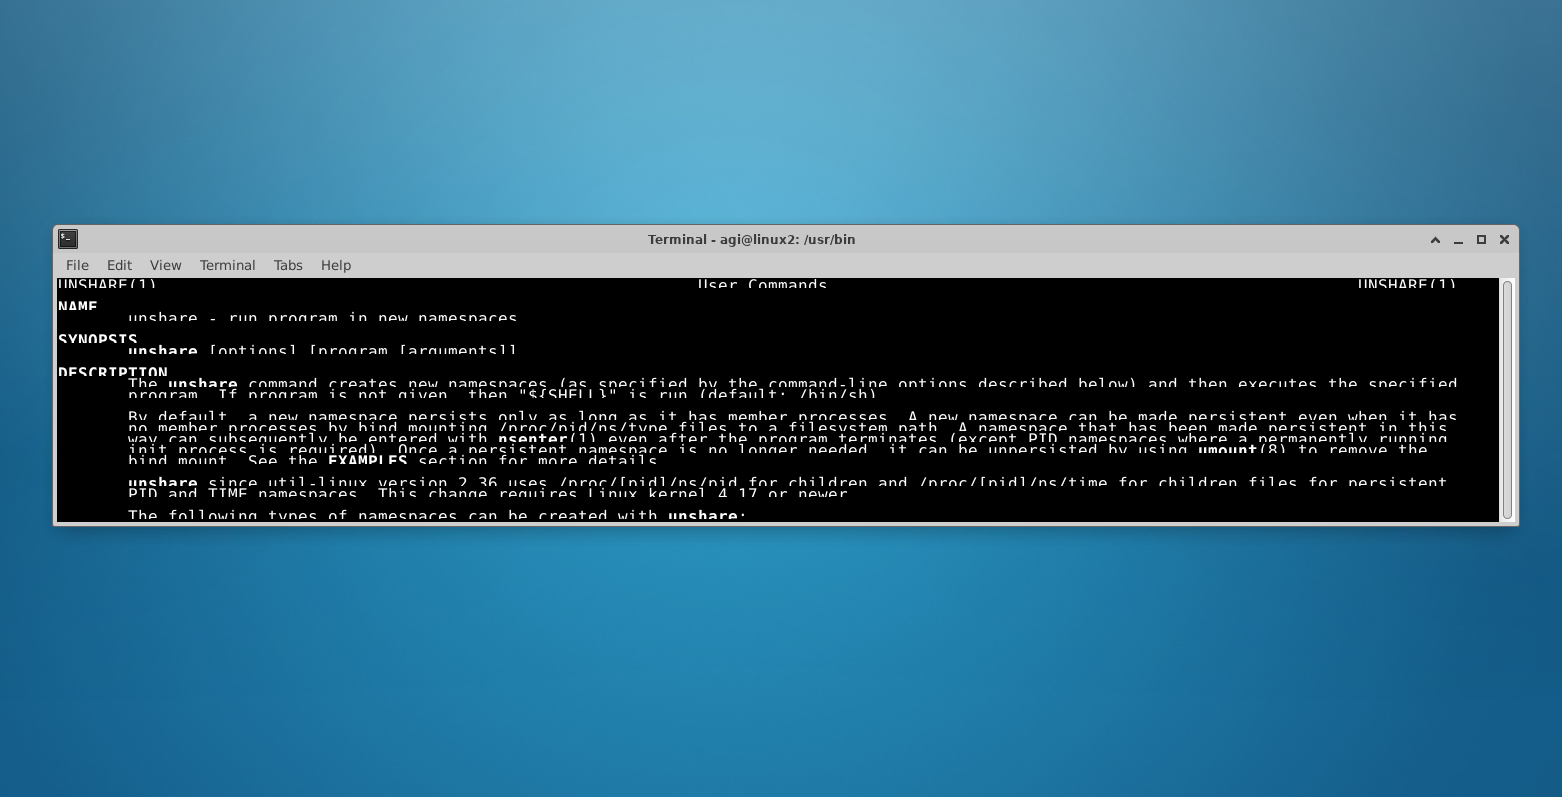 Terminal - agi@linux2: /usr/bin
File Edit View Terminal Tabs Help
UNSHARE(1) User Commands UNSHARE(1)
NAME
unshare - run program in new namespaces
SYNOPSIS
unshare [options] [program [arguments]]
DESCRIPTION
The unshare command creates new namespaces (as specified by the command-line options described below) and then executes the specified
program. If program is not given, then "${SHELL}" is run (default: /bin/sh).
By default, a new namespace persists only as long as it has member processes. A new namespace can be made persistent even when it has
no member processes by bind mounting /proc/pid/ns/type files to a filesystem path. A namespace that has been made persistent in this
way can subsequently be entered with nsenter(1) even after the program terminates (except PID namespaces where a permanently running
init process is required). Once a persistent namespace is no longer needed, it can be unpersisted by using umount(8) to remove the
bind mount. See the EXAMPLES section for more details.
unshare since util-linux version 2.36 uses /proc/[pid]/ns/pid_for_children and /proc/[pid]/ns/time_for_children files for persistent
PID and TIME namespaces. This change requires Linux kernel 4.17 or newer.
The following types of namespaces can be created with unshare: